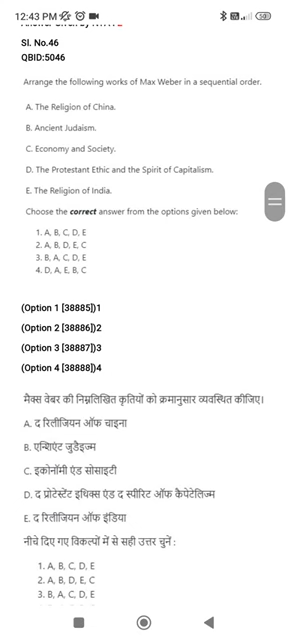 12:43 PM
Sl. No.46
QBID:5046
Arrange the following works of Max Weber in a sequential order.
A. The Religion of China.
B. Ancient Judaism.
C. Economy and Society.
D. The Protestant Ethic and the Spirit of Capitalism.
E. The Religion of India.
Choose the correct answer from the options given below:
1. A, B, C, D, E
2. A, B, D, E, C
3. B, A, C, D, E
4. D, A, E, B, C
(Option 1 [38885])1
(Option 2 [38886])2
(Option 3 [38887])3
(Option 4 [38888])4
मैक्स वेबर की निम्नलिखित कृतियों को क्रमानुसार व्यवस्थित कीजिए।
A. द रिलीजियन ऑफ चाइना
B. एन्शिएंट जुडैइज्म
C. इकोनॉमी एंड सोसाइटी
D. द प्रोटेस्टेंट इथिक्स एंड द स्पीरिट ऑफ कैपेटेलिज्म
E. द रिलीजियन ऑफ इंडिया
नीचे दिए गए विकल्पों में से सही उत्तर चुनें :
1. A, B, C, D, E
2. A, B, D, E, C
3. B, A, C, D, E